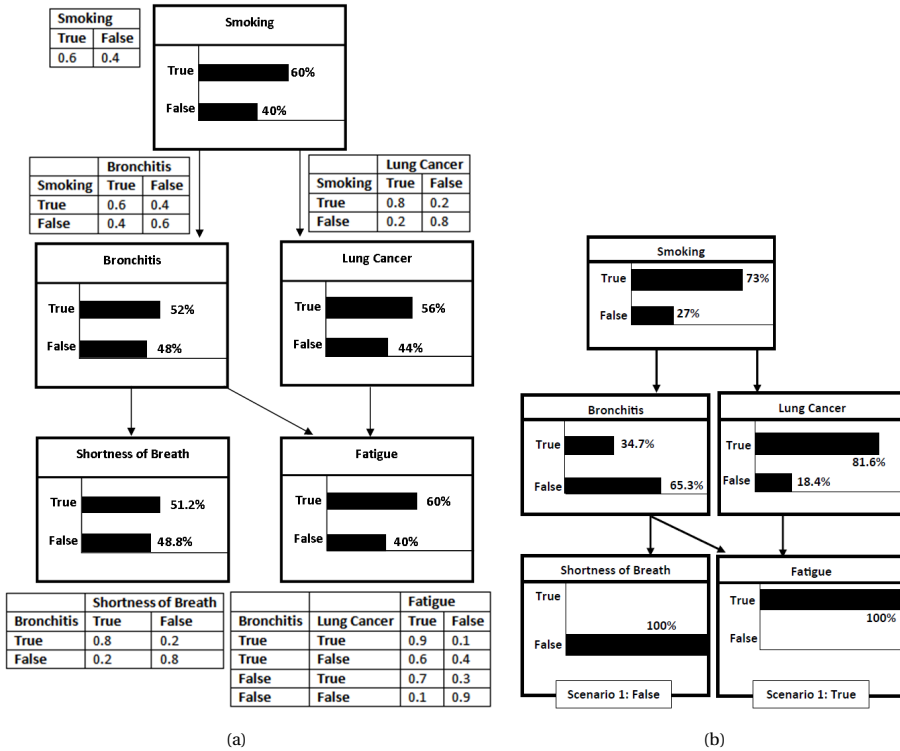 Smoking
True False
0.6 0.4
Smoking
True 60%
False 40%
Bronchitis
Smoking True False
True 0.6 0.4
False 0.4 0.6
Lung Cancer
Smoking True False
True 0.8 0.2
False 0.2 0.8
Bronchitis
True 52%
False 48%
Lung Cancer
True 56%
False 44%
Shortness of Breath
True 51.2%
False 48.8%
Fatigue
True 60%
False 40%
Shortness of Breath
Bronchitis True False
True 0.8 0.2
False 0.2 0.8
Fatigue
Bronchitis Lung Cancer True False
True True 0.9 0.1
True False 0.6 0.4
False True 0.7 0.3
False False 0.1 0.9
(a)
Smoking
True 73%
False 27%
Bronchitis
True 34.7%
False 65.3%
Lung Cancer
True
81.6%
False 18.4%
Shortness of Breath
True
100%
False
Scenario 1: False
Fatigue
True
100%
False
Scenario 1: True
(b)